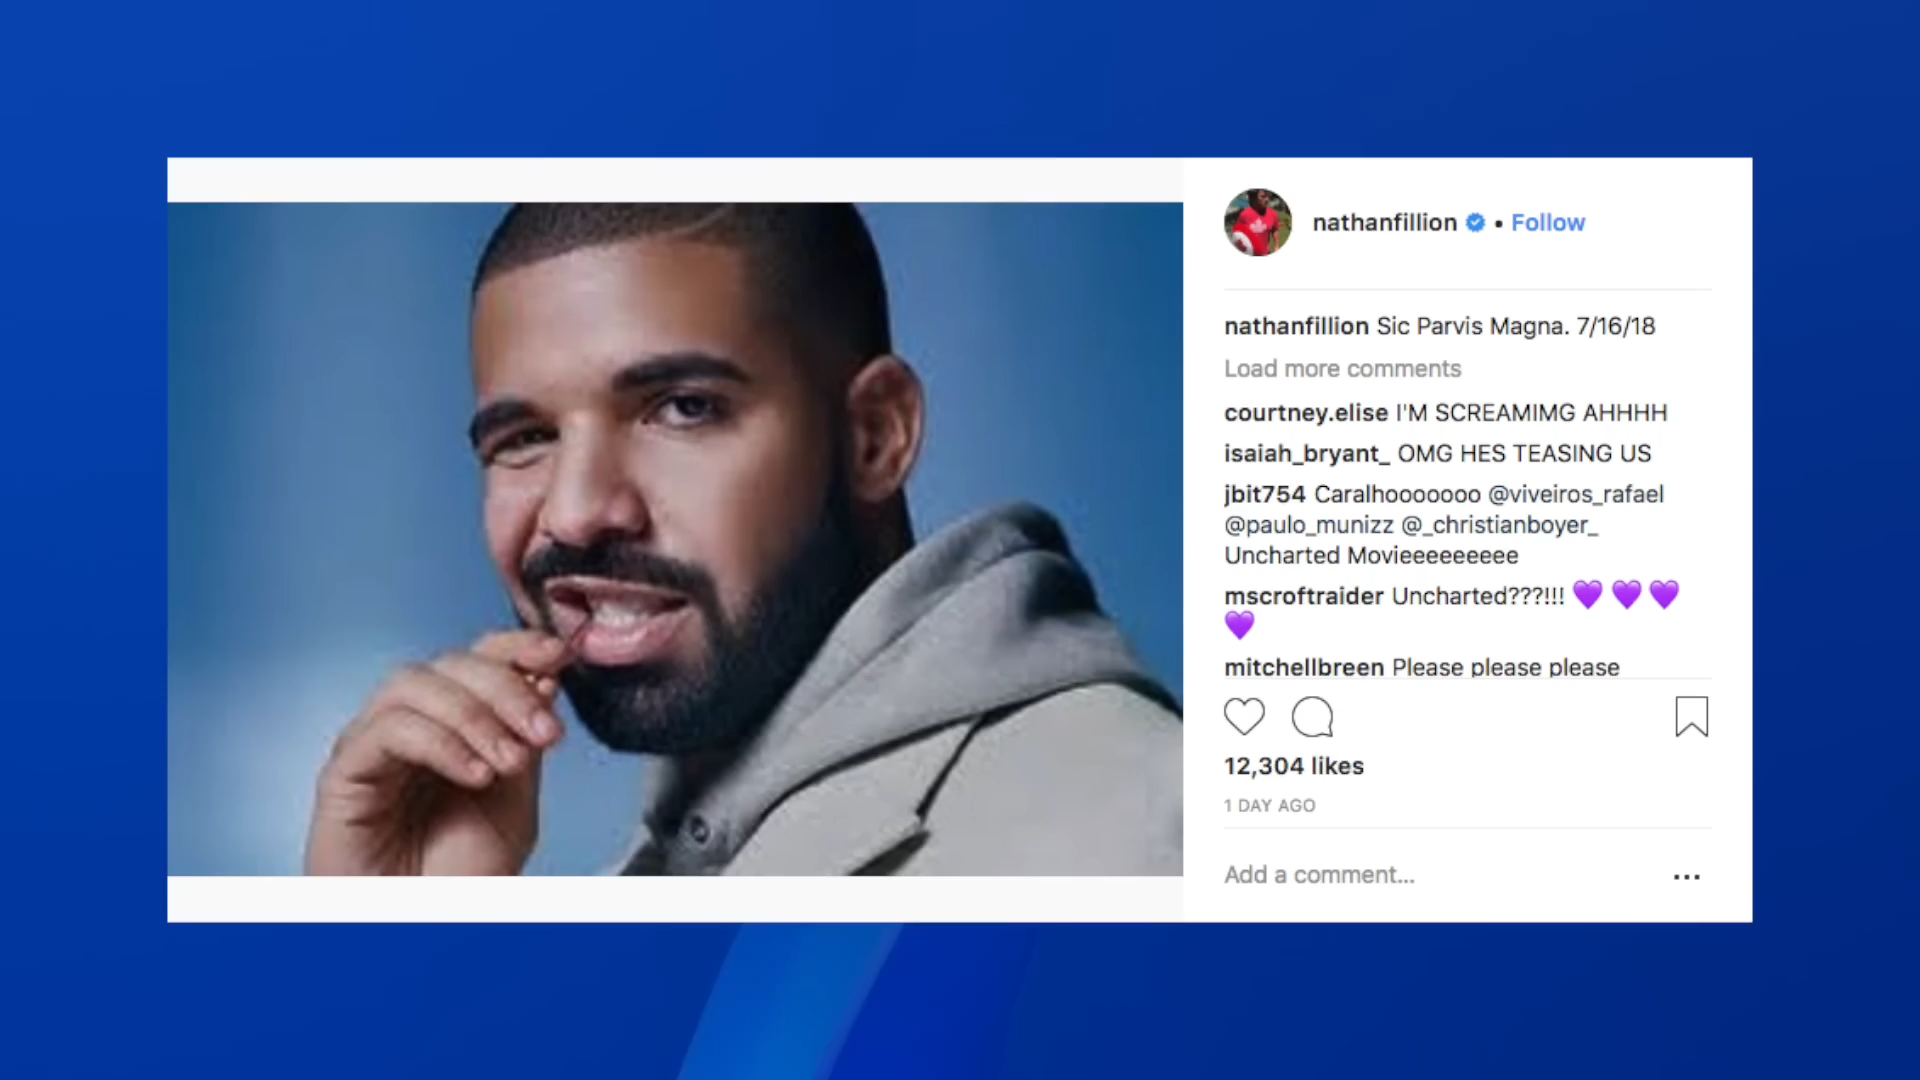 nathanfillion • Follow
nathanfillion Sic Parvis Magna. 7/16/18
Load more comments
courtney.elise I'M SCREAMIMG AHHHH
isaiah_bryant_ OMG HES TEASING US
jbit754 Caralhooooooo @viveiros_rafael
@paulo_munizz @_christianboyer_
Uncharted Movieeeeeeeee
mscroftraider Uncharted???!!! 💜 💜 💜
💜
mitchellbreen Please please please
12,304 likes
1 DAY AGO
Add a comment...